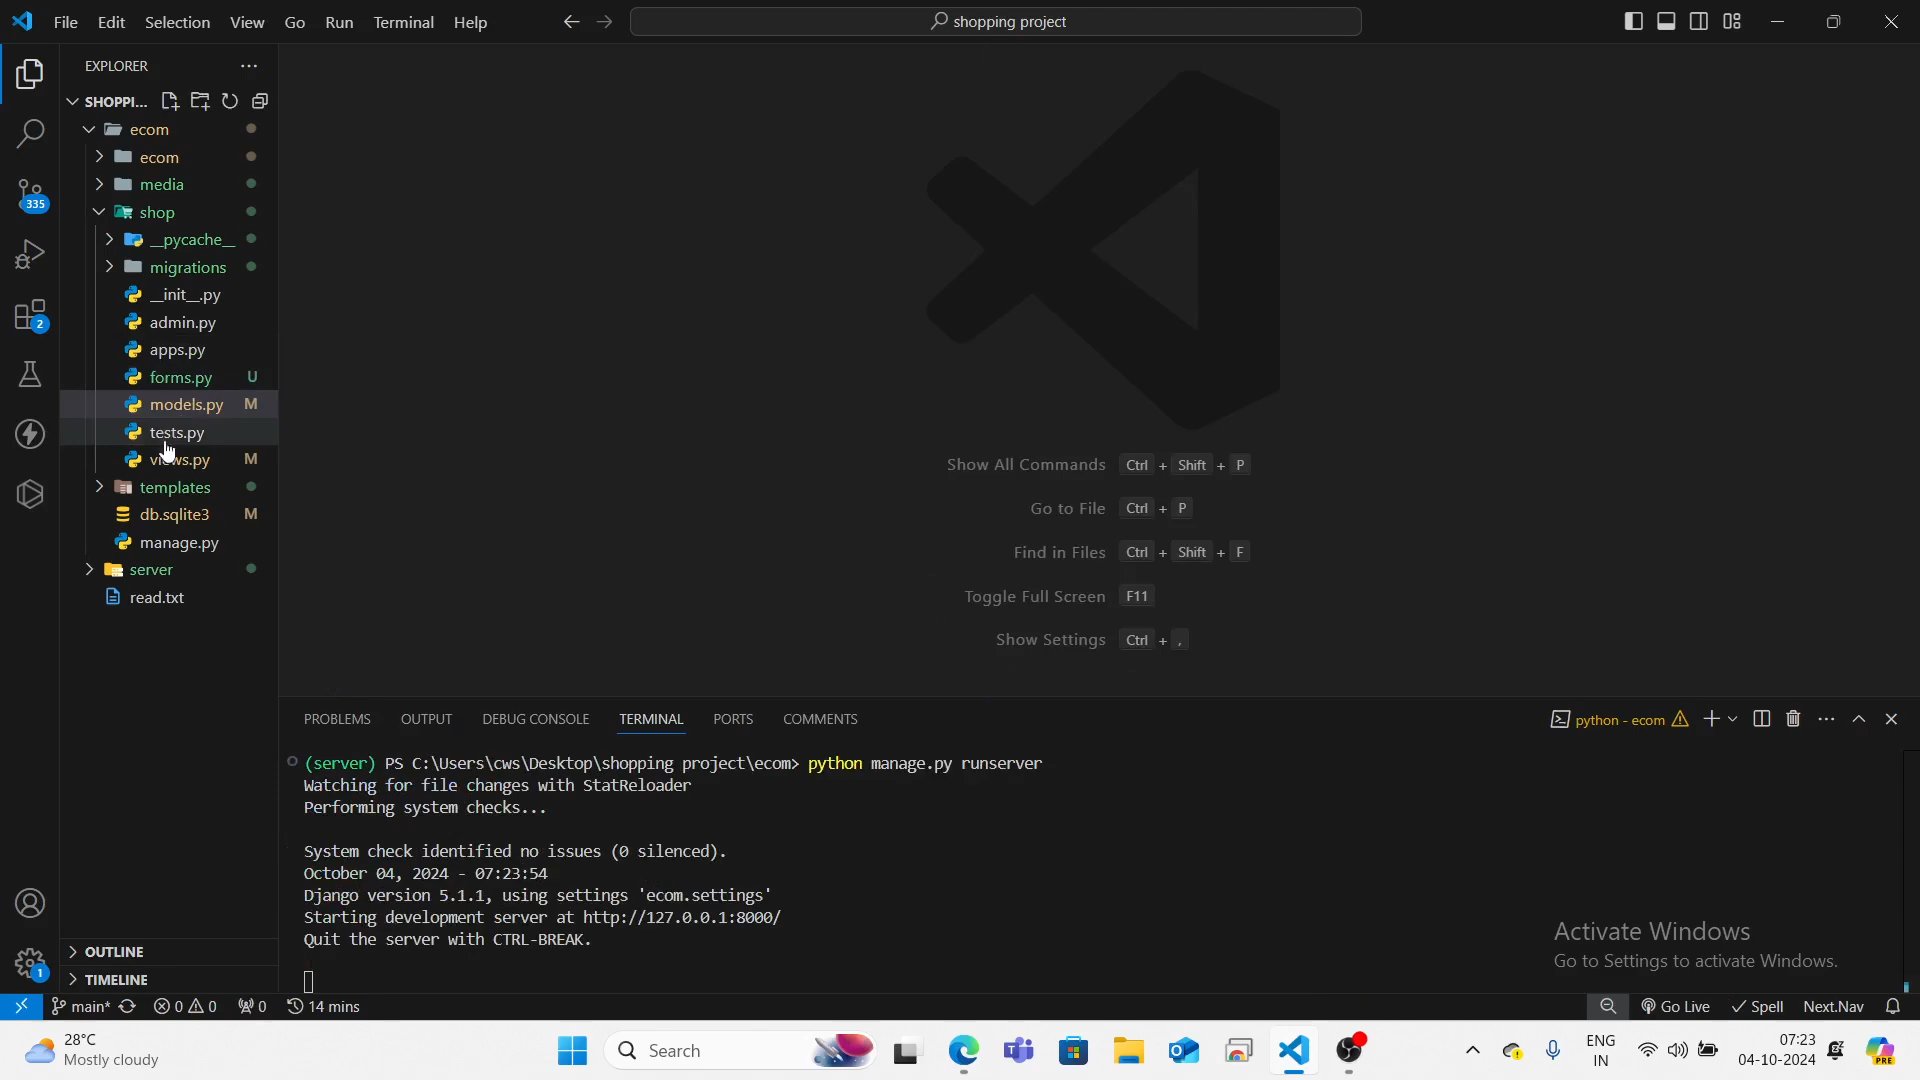 File Edit Selection View Go Run Terminal Help
shopping project
EXPLORER
SHOPPI...
ecom
ecom
media
shop
__pycache__
migrations
__init__.py
admin.py
apps.py
forms.py U
models.py M
tests.py
views.py M
templates
db.sqlite3 M
manage.py
server
read.txt
335
2
Show All Commands Ctrl + Shift + P
Go to File Ctrl + P
Find in Files Ctrl + Shift + F
Toggle Full Screen F11
Show Settings Ctrl + ,
PROBLEMS OUTPUT DEBUG CONSOLE TERMINAL PORTS COMMENTS
python - ecom
(server) PS C:\Users\cws\Desktop\shopping project\ecom> python manage.py runserver
Watching for file changes with StatReloader
Performing system checks...
System check identified no issues (0 silenced).
October 04, 2024 - 07:23:54
Django version 5.1.1, using settings 'ecom.settings'
Starting development server at http://127.0.0.1:8000/
Quit the server with CTRL-BREAK.
Activate Windows
Go to Settings to activate Windows.
OUTLINE
TIMELINE
1
main* 0 0 0 14 mins
Go Live Spell Next.Nav
28°C
Mostly cloudy
Search
ENG
IN
07:23
04-10-2024
PRE